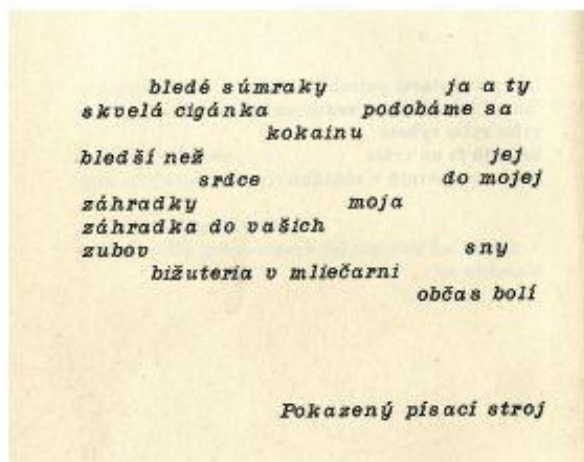 bledé súmraky ja a ty
skvelá cigánka podobáme sa
kokainu
bledší než jej
srdce do mojej
záhradky moja
záhradka do vašich
zubov sny
bižuteria v mliečarni
občas bolí
Pokazený písací stroj